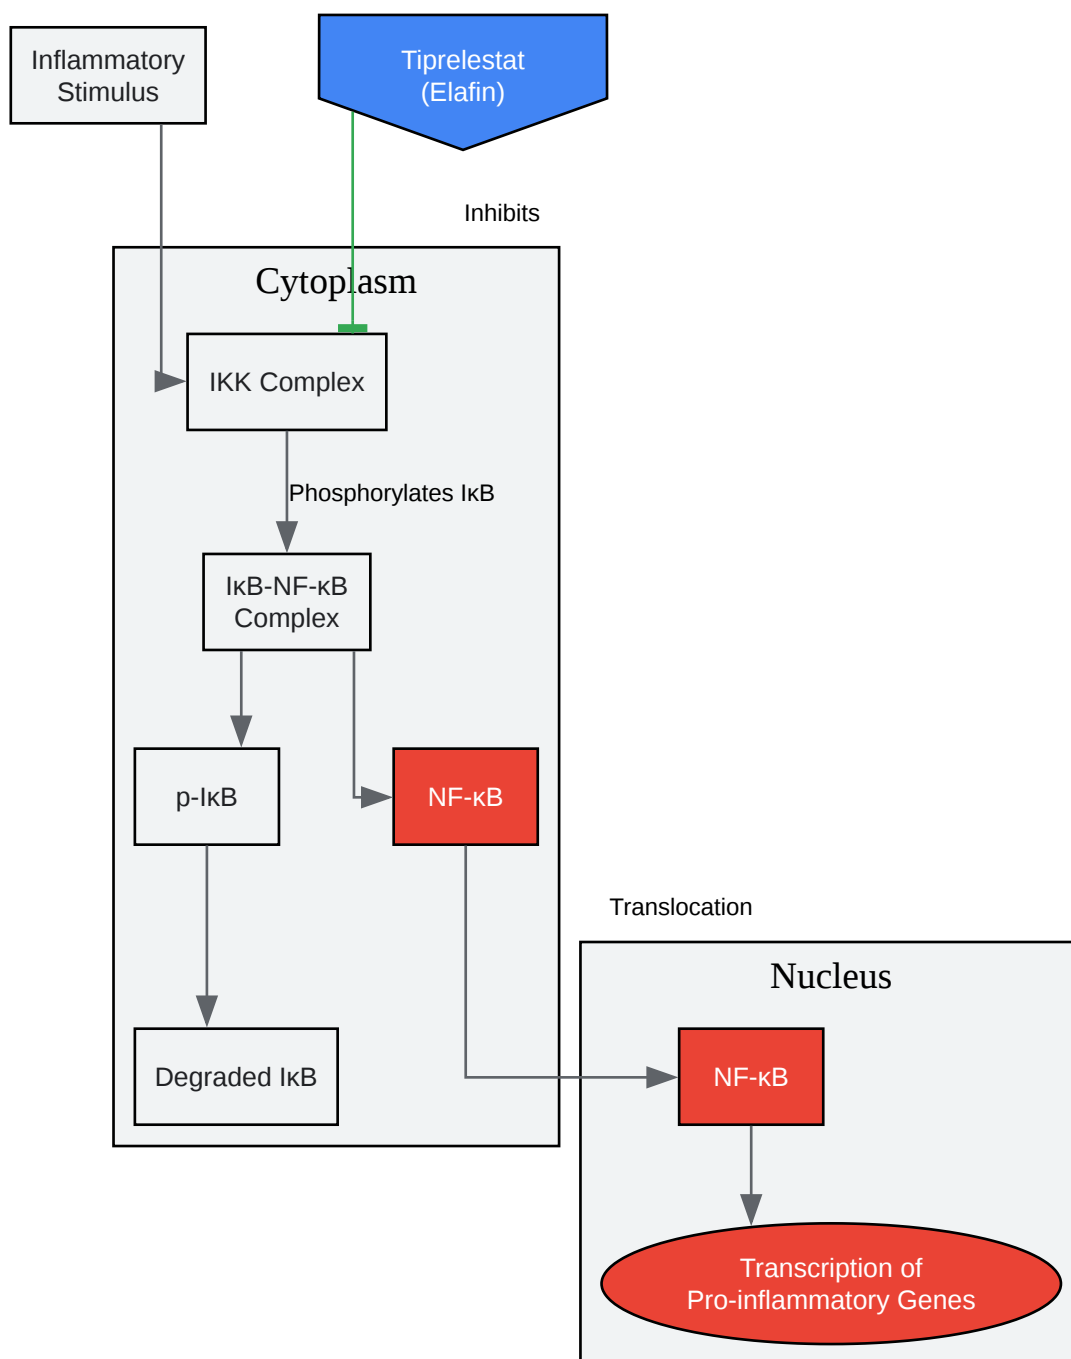 Inflammatory
Stimulus
Tiprelestat
(Elafin)
Inhibits
Cytoplasm
IKK Complex
Phosphorylates IκB
IκB-NF-κB
Complex
p-IκB
NF-κB
Translocation
Nucleus
Degraded IκB
NF-κB
Transcription of
Pro-inflammatory Genes